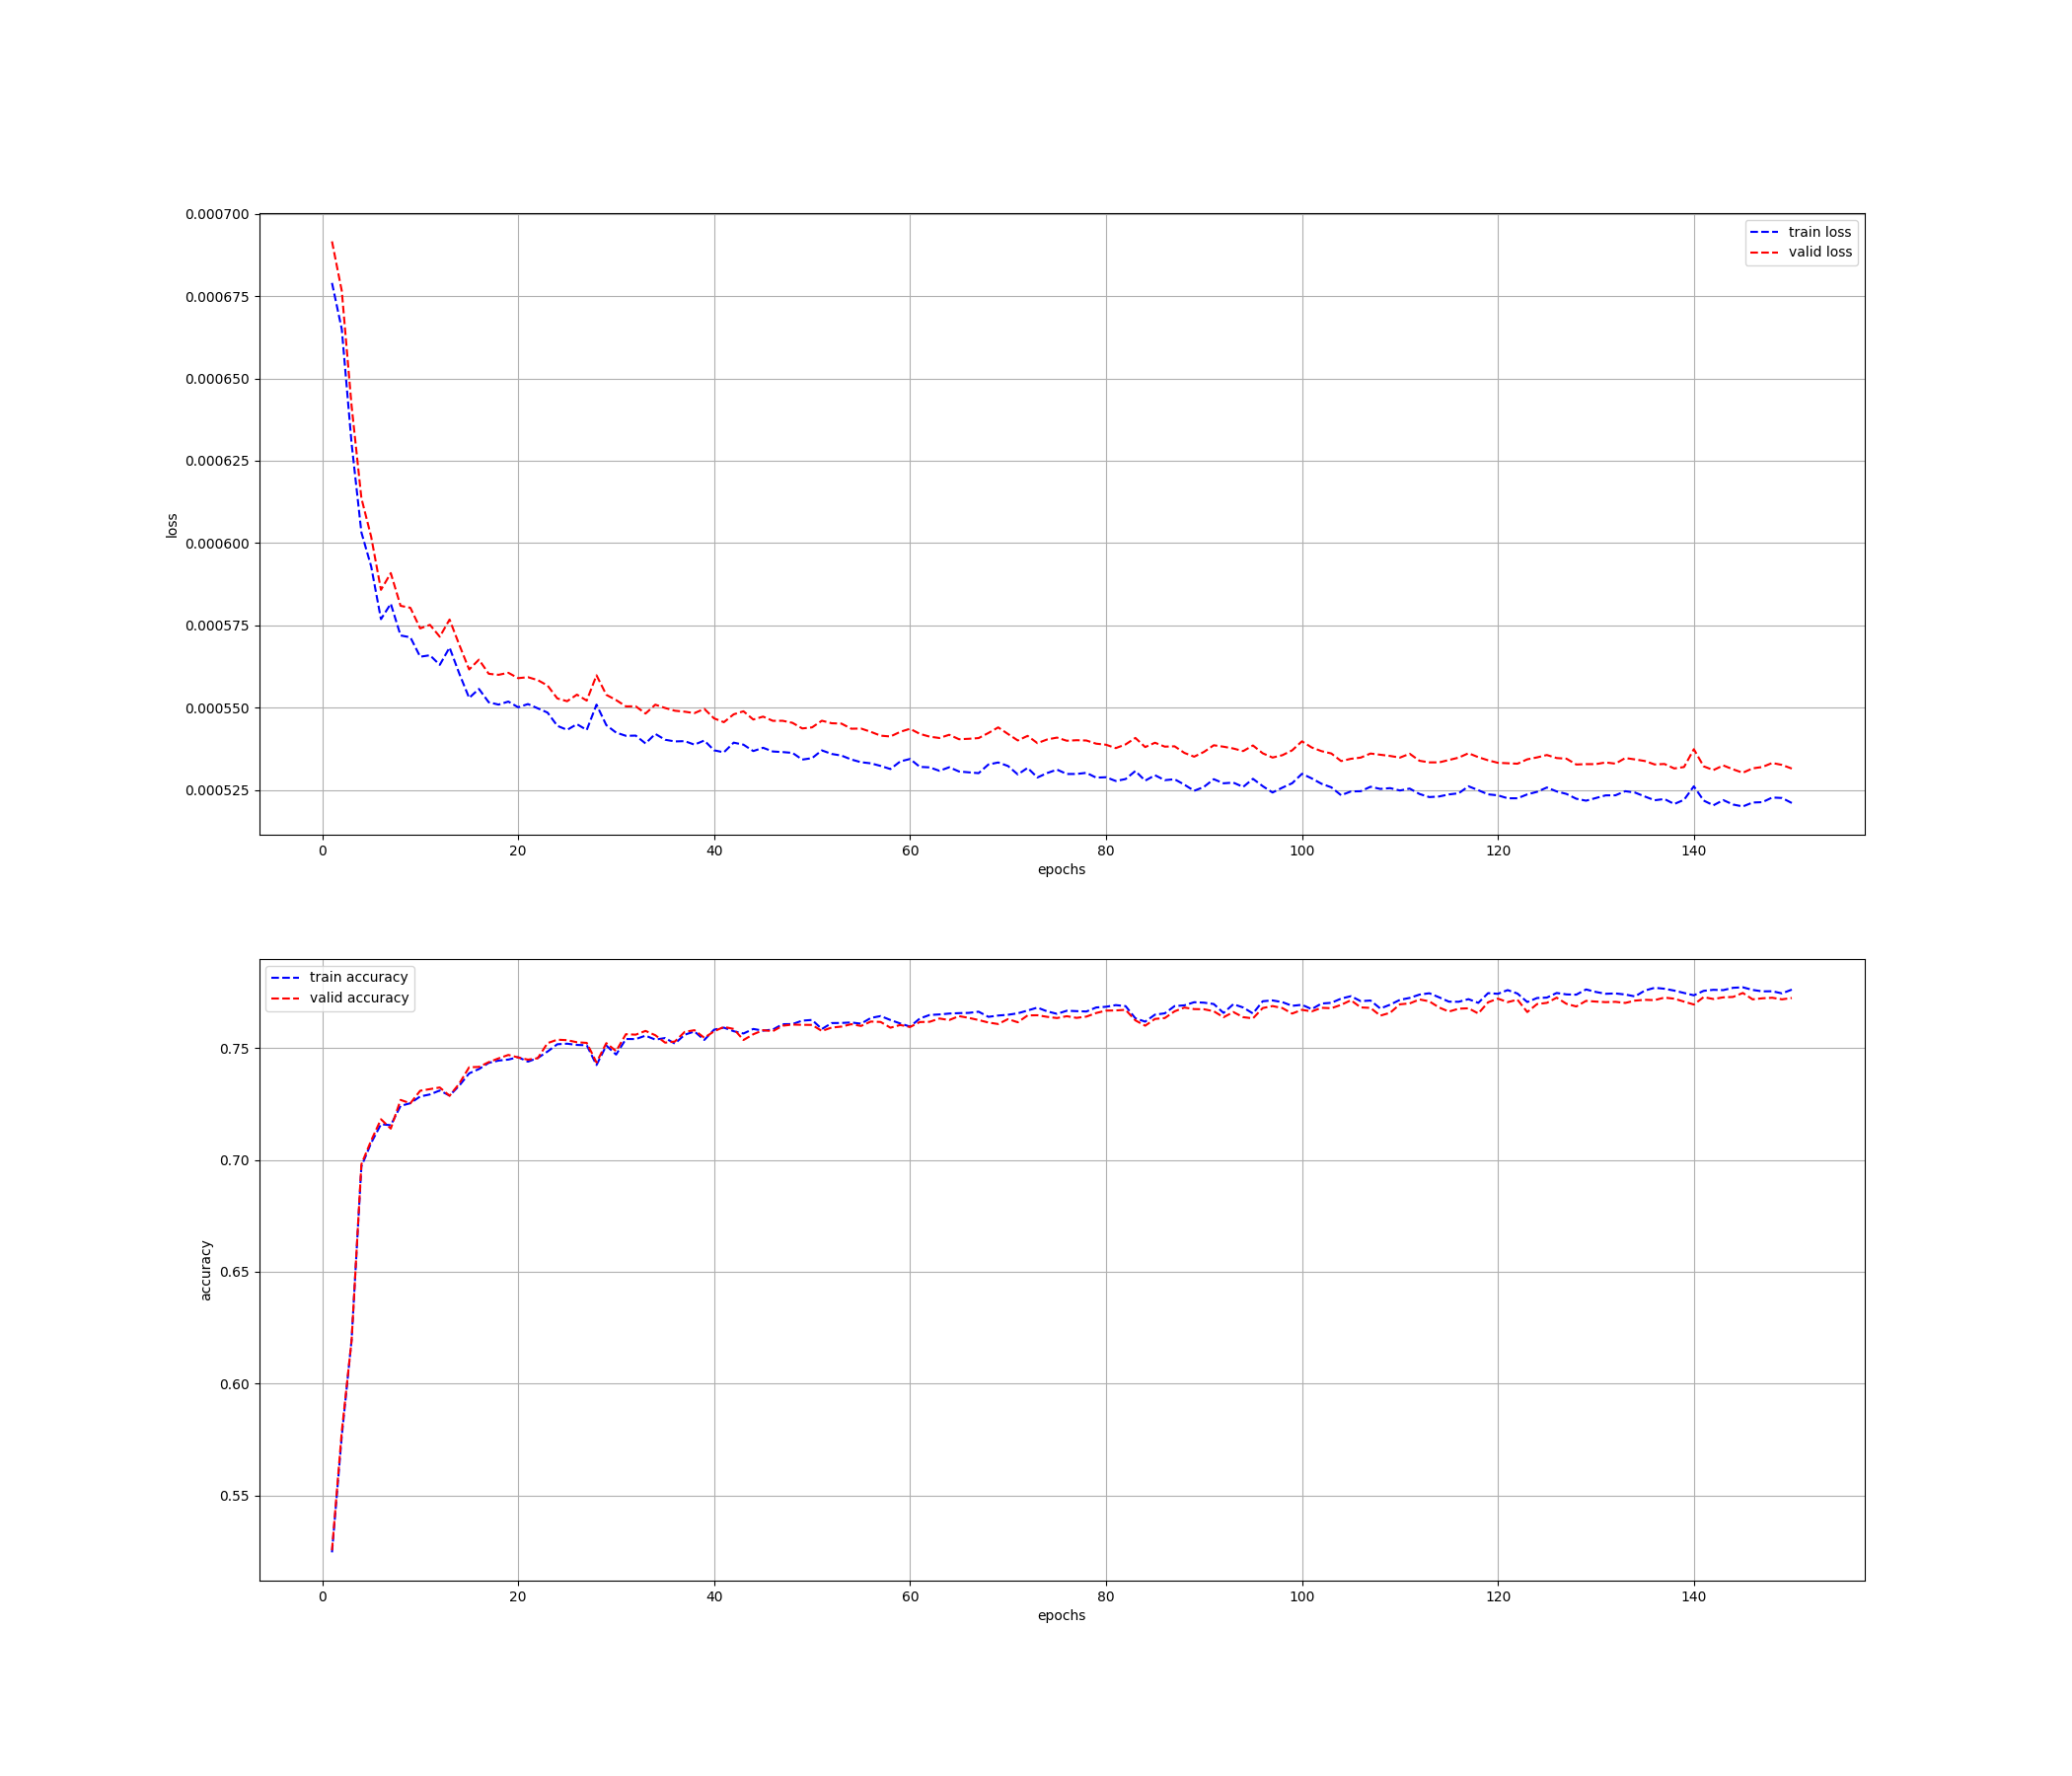 0.000700
0.000675
0.000650
0.000625
0.000600
0.000575
0.000550
0.000525
loss
train loss
valid loss
0 20 40 60 80 100 120 140
epochs
train accuracy
valid accuracy
0.75
0.70
0.65
0.60
0.55
accuracy
0 20 40 60 80 100 120 140
epochs